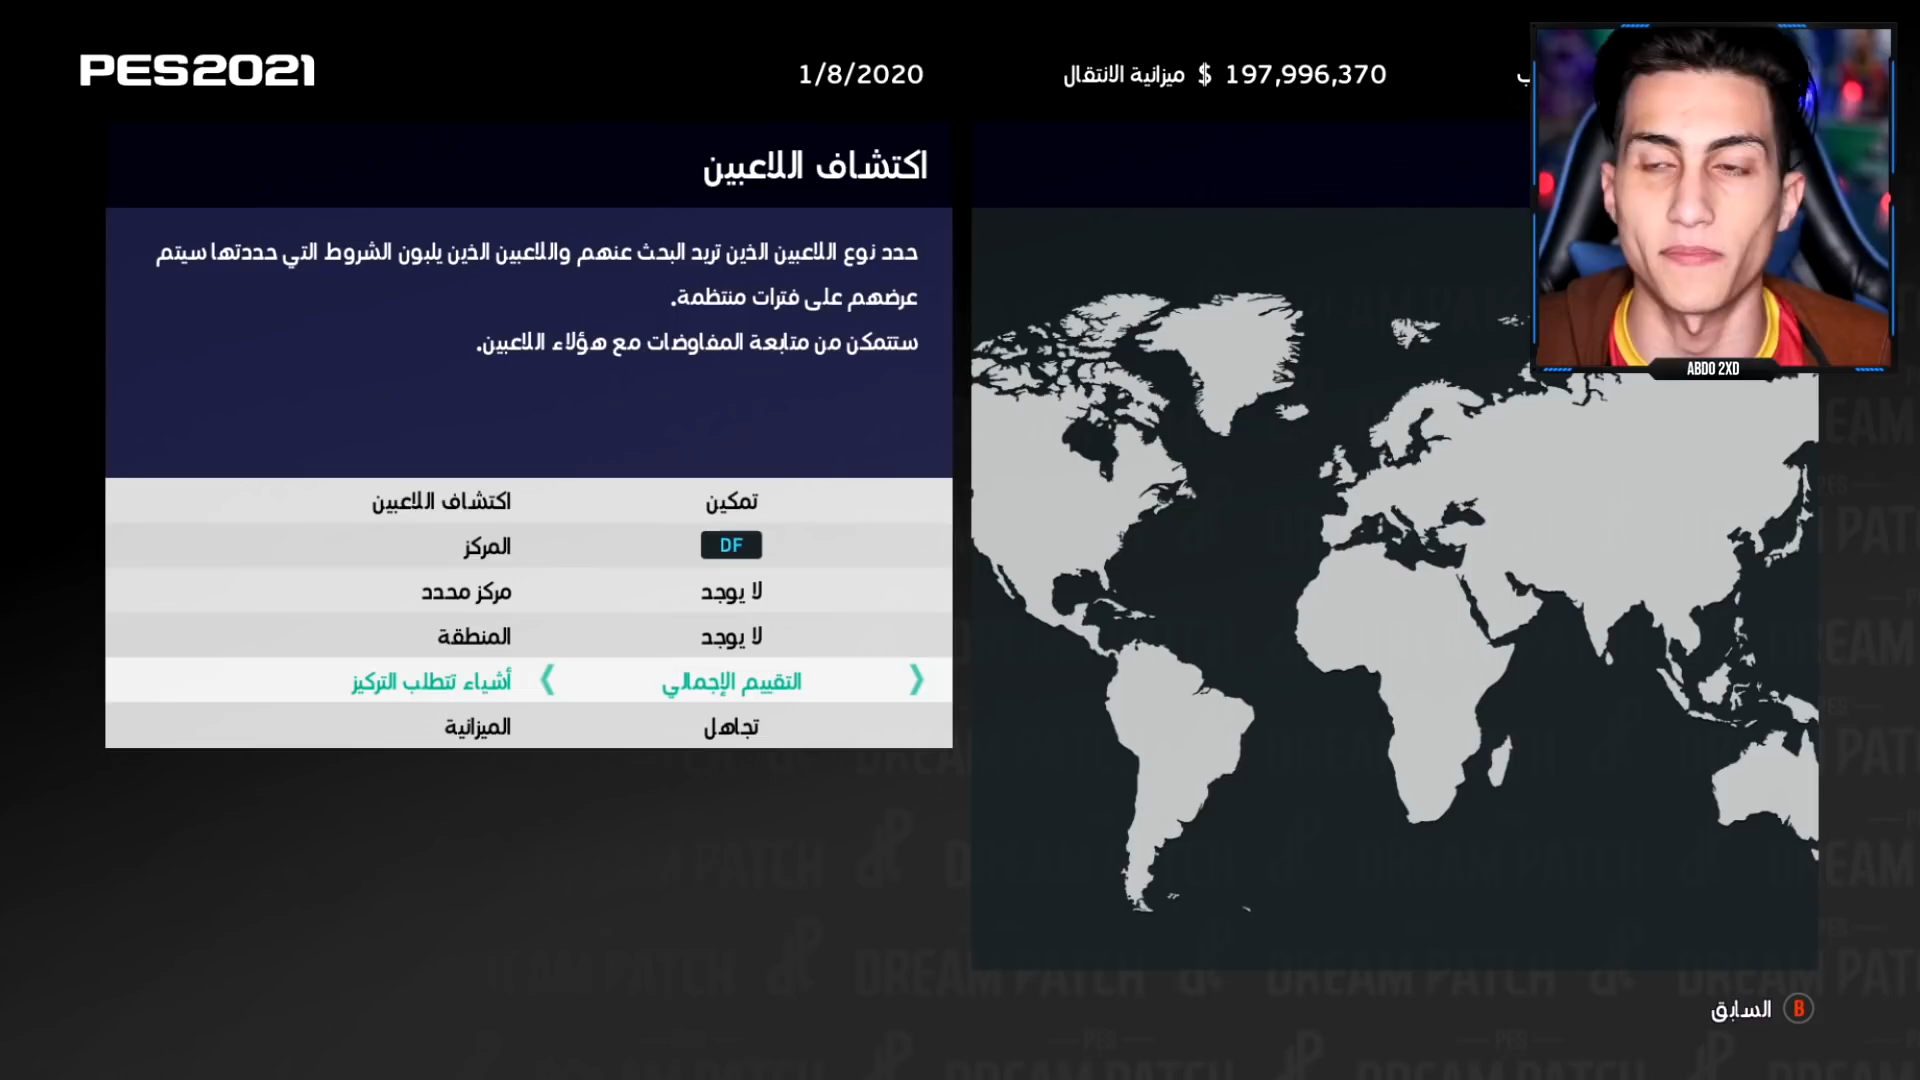 PES2021
1/8/2020
ميزانية الانتقال $ 197,996,370
ABDO 2XD
اكتشاف اللاعبين
حدد نوع اللاعبين الذين تريد البحث عنهم واللاعبين الذين يلبون الشروط التي حددتها سيتم
عرضهم على فترات منتظمة.
ستتمكن من متابعة المفاوضات مع هؤلاء اللاعبين.
اكتشاف اللاعبين تمكين
المركز DF
مركز محدد لا يوجد
المنطقة لا يوجد
أشياء تتطلب التركيز التقييم الإجمالي
الميزانية تجاهل
DREAM PATCH
السابق B